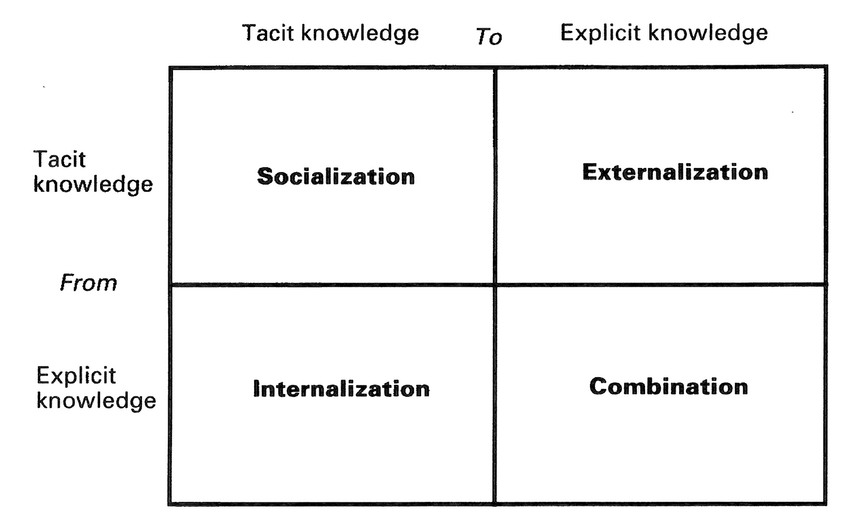 Tacit knowledge To Explicit knowledge
Tacit
knowledge
Socialization
Externalization
From
Explicit
knowledge
Internalization
Combination